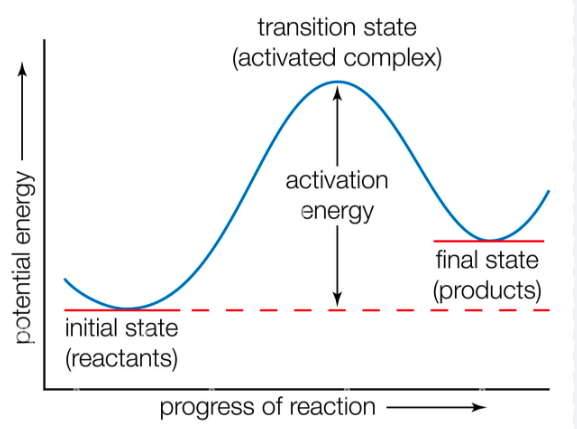 transition state
(activated complex)
activation
energy
potential energy
final state
(products)
initial state
(reactants)
progress of reaction